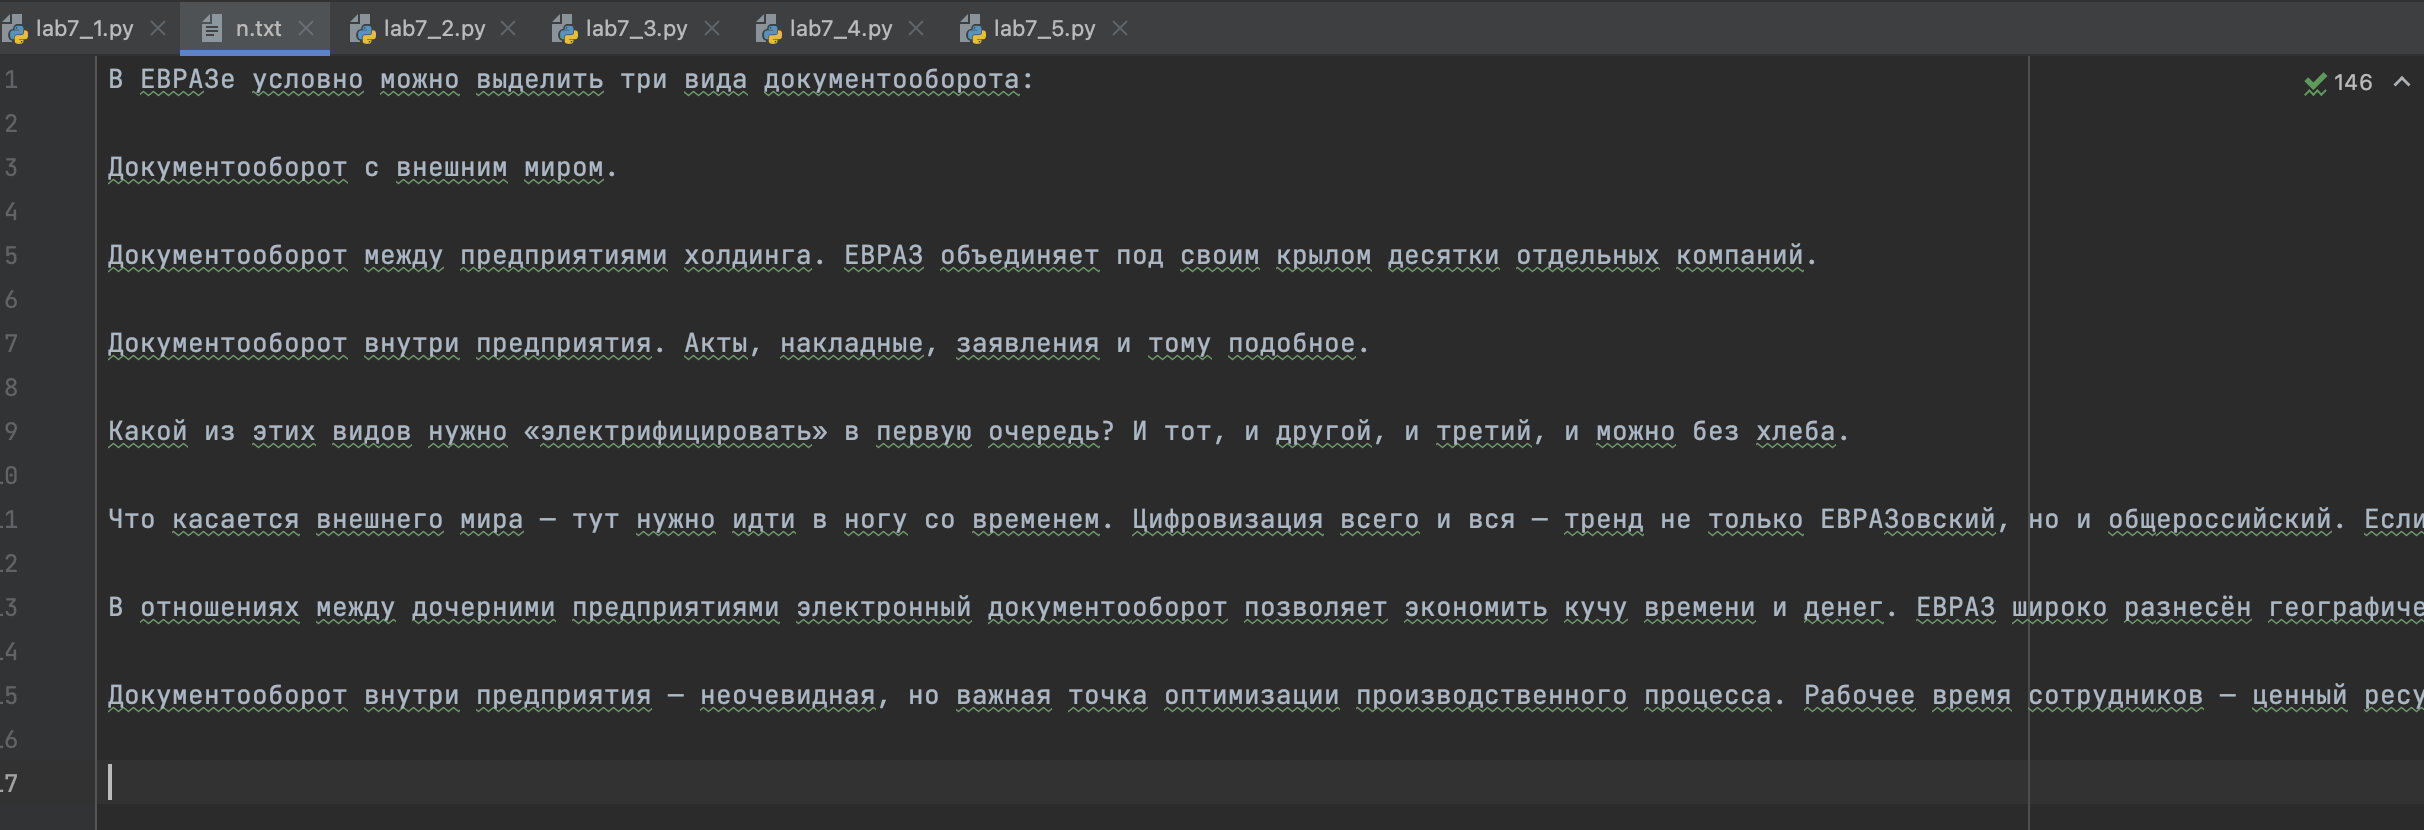 lab7_1.py n.txt lab7_2.py lab7_3.py lab7_4.py lab7_5.py
1 В ЕВРАЗе условно можно выделить три вида документооборота: 146
2
3 Документооборот с внешним миром.
4
5 Документооборот между предприятиями холдинга. ЕВРАЗ объединяет под своим крылом десятки отдельных компаний.
6
7 Документооборот внутри предприятия. Акты, накладные, заявления и тому подобное.
8
9 Какой из этих видов нужно «электрифицировать» в первую очередь? И тот, и другой, и третий, и можно без хлеба.
10
11 Что касается внешнего мира — тут нужно идти в ногу со временем. Цифровизация всего и вся — тренд не только ЕВРАЗовский, но и общероссийский. Если
12
13 В отношениях между дочерними предприятиями электронный документооборот позволяет экономить кучу времени и денег. ЕВРАЗ широко разнесён географиче
14
15 Документооборот внутри предприятия — неочевидная, но важная точка оптимизации производственного процесса. Рабочее время сотрудников — ценный ресу
16
17